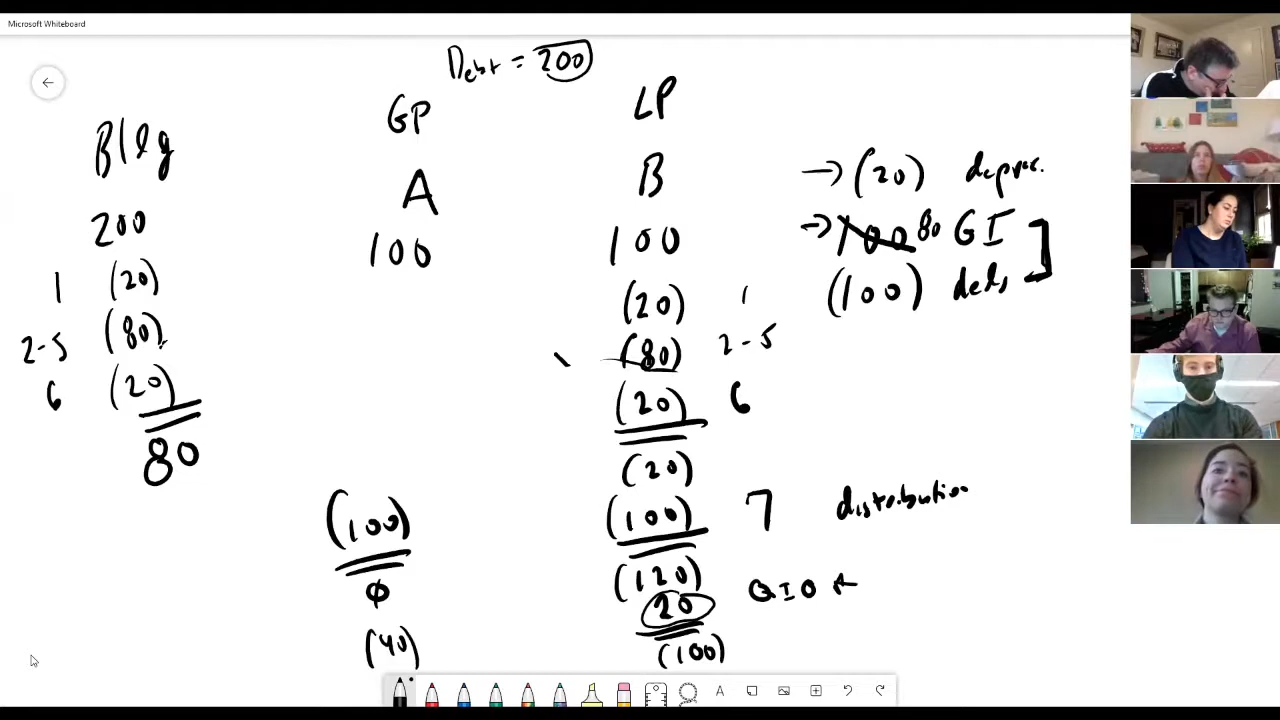 Microsoft Whiteboard
Debt = 200
Bldg GP LP
A B
200 100 100
→ (20) deprec.
→ 100 80 GI
(100) deds
1 (20) (20) 1
2-5 (80) (80) 2-5
6 (20) (20) 6
80 (20)
(100) (100) 7 distribution
ϕ (120) QIO
20
(40) (100)
A